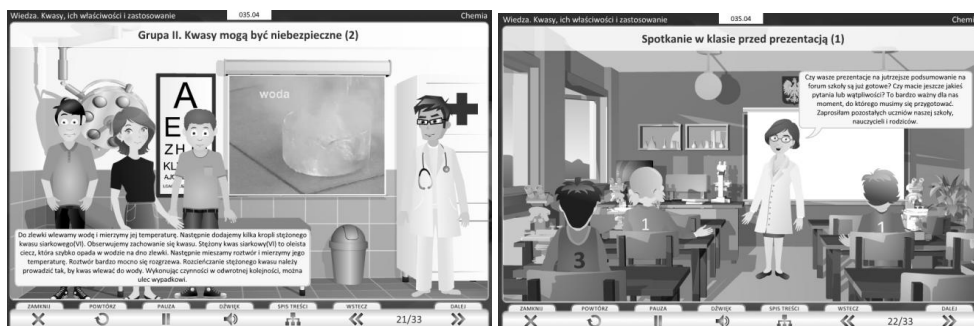 Wiedza. Kwasy, ich właściwości i zastosowanie
035.04
Chemia
Grupa II. Kwasy mogą być niebezpieczne (2)
woda
A
E
ZH
Do zlewki wlewamy wodę i mierzymy jej temperaturę. Następnie dodajemy kilka kropli stężonego
kwasu siarkowego(VI). Obserwujemy zachowanie się kwasu. Stężony kwas siarkowy(VI) to oleista
ciecz, która szybko opada w wodzie na dno zlewki. Następnie mieszamy roztwór i mierzymy jego
temperaturę. Roztwór bardzo mocno się rozgrzewa. Rozcieńczanie stężonego kwasu należy
prowadzić tak, by kwas wlewać do wody. Wykonując czynności w odwrotnej kolejności, można
ulec wypadkowi.
ZAMKNIJ
POWTÓRZ
PAUZA
DŹWIĘK
SPIS TREŚCI
WSTECZ
DALEJ
21/33
Wiedza. Kwasy, ich właściwości i zastosowanie
035.04
Chemia
Spotkanie w klasie przed prezentacją (1)
Czy wasze prezentacje na jutrzejsze podsumowanie na
forum szkoły są już gotowe? Czy macie jeszcze jakieś
pytania lub wątpliwości? To bardzo ważny dla nas
moment, do którego musimy się przygotować.
Zaprosiłam pozostałych uczniów naszej szkoły,
nauczycieli i rodziców.
3
1
1
ZAMKNIJ
POWTÓRZ
PAUZA
DŹWIĘK
SPIS TREŚCI
WSTECZ
DALEJ
22/33